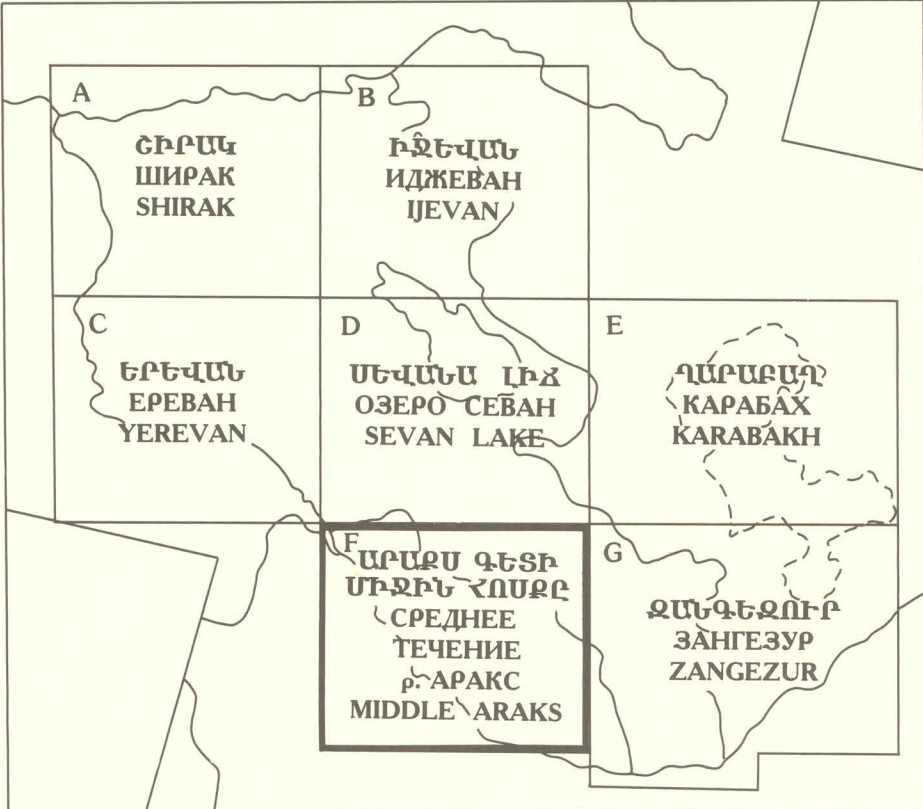 A
ՇԻՐԱԿ
ШИРАК
SHIRAK
B
ԻՋԵՎԱՆ
ИДЖЕВАН
IJEVAN
C
ԵՐԵՎԱՆ
ЕРЕВАН
YEREVAN
D
ՍԵՎԱՆԱ ԼԻՃ
ОЗЕРО СЕВАН
SEVAN LAKE
E
ՂԱՐԱԲԱՂ
КАРАБАХ
KARABAKH
F
ԱՐԱՔՍ ԳԵՏԻ
ՄԻՋԻՆ ՀՈՍՔԸ
СРЕДНЕЕ
ТЕЧЕНИЕ
р. АРАКС
MIDDLE ARAKS
G
ԶԱՆԳԵԶՈՒՐ
ЗАНГЕЗУР
ZANGEZUR